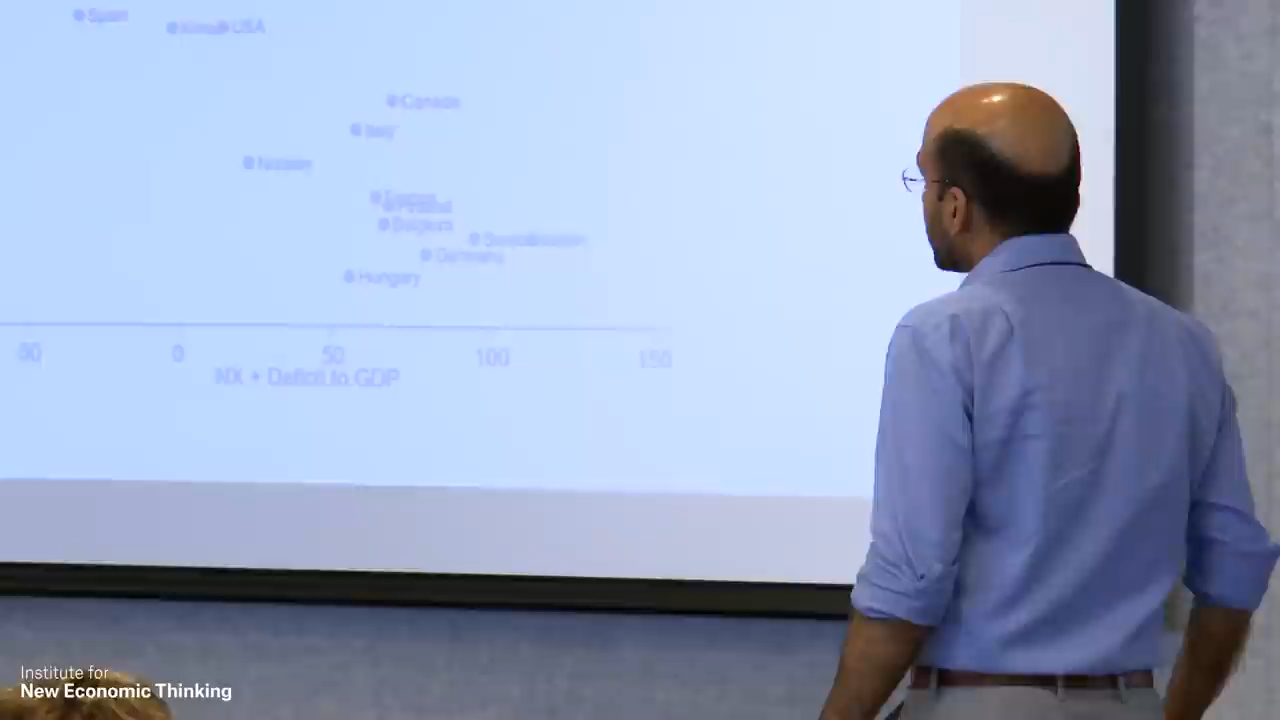 Spain
USA
Canada
Italy
Belgium
Germany
Hungary
0
50
100
150
NX + Deficit to GDP
Institute for
New Economic Thinking